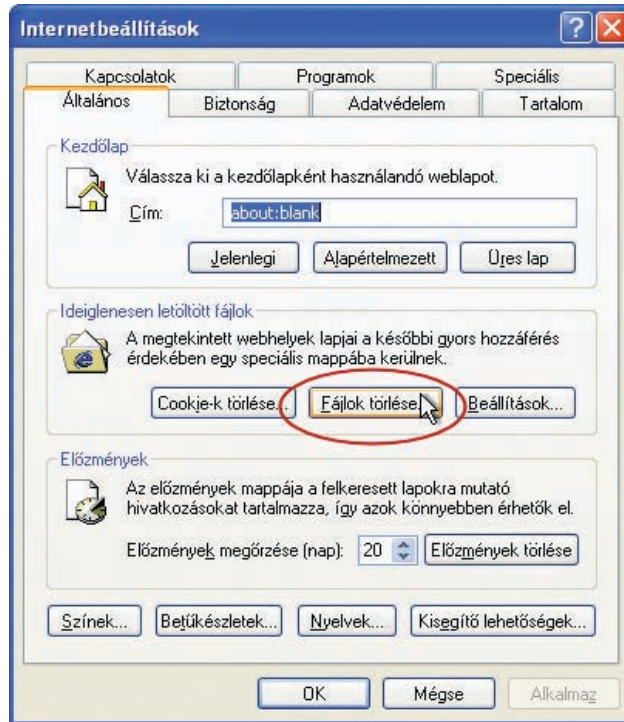 Internetbeállítások
Kapcsolatok
Programok
Speciális
Általános
Biztonság
Adatvédelem
Tartalom
Kezdőlap
Válassza ki a kezdőlapként használandó weblapot.
Cím:
about:blank
Jelenlegi
Alapértelmezett
Üres lap
Ideiglenesen letöltött fájlok
A megtekintett webhelyek lapjai a későbbi gyors hozzáférés
érdekében egy speciális mappába kerülnek.
Cookie-k törlése...
Fájlok törlése...
Beállítások...
Előzmények
Az előzmények mappája a felkeresett lapokra mutató
hivatkozásokat tartalmazza, így azok könnyebben érhetők el.
Előzmények megőrzése (nap):
20
Előzmények törlése
Színek...
Betűkészletek...
Nyelvek...
Kisegítő lehetőségek...
OK
Mégse
Alkalmaz